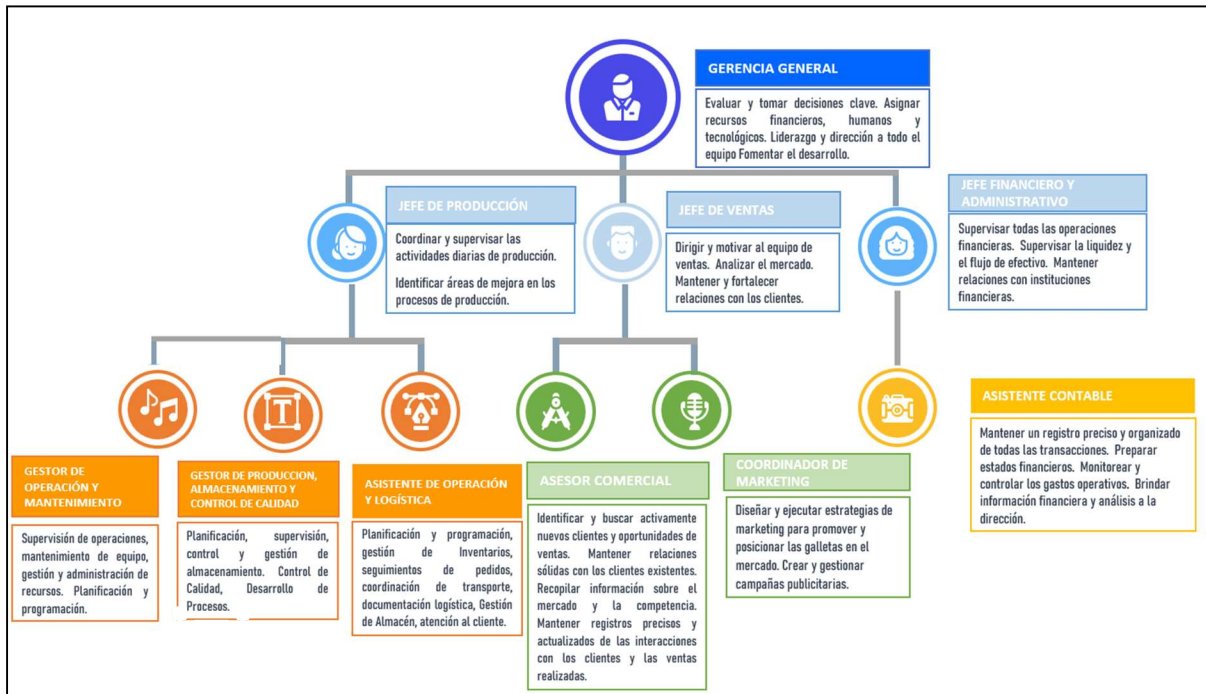 GERENCIA GENERAL
Evaluar y tomar decisiones clave. Asignar
recursos financieros, humanos y
tecnológicos. Liderazgo y dirección a todo el
equipo Fomentar el desarrollo.
JEFE DE PRODUCCIÓN
Coordinar y supervisar las
actividades diarias de producción.
Identificar áreas de mejora en los
procesos de producción.
JEFE DE VENTAS
Dirigir y motivar al equipo de
ventas. Analizar el mercado.
Mantener y fortalecer
relaciones con los clientes.
JEFE FINANCIERO Y
ADMINISTRATIVO
Supervisar todas las operaciones
financieras. Supervisar la liquidez y
el flujo de efectivo. Mantener
relaciones con instituciones
financieras.
GESTOR DE
OPERACIÓN Y
MANTENIMIENTO
Supervisión de operaciones,
mantenimiento de equipo,
gestión y administración de
recursos. Planificación y
programación.
T
GESTOR DE PRODUCCION,
ALMACENAMIENTO Y
CONTROL DE CALIDAD
Planificación, supervisión,
control y gestión de
almacenamiento. Control de
Calidad, Desarrollo de
Procesos.
ASISTENTE DE OPERACIÓN
Y LOGÍSTICA
Planificación y programación,
gestión de Inventarios,
seguimientos de pedidos,
coordinación de transporte,
documentación logística, Gestión
de Almacén, atención al cliente.
ASESOR COMERCIAL
Identificar y buscar activamente
nuevos clientes y oportunidades de
ventas. Mantener relaciones
sólidas con los clientes existentes.
Recopilar información sobre el
mercado y la competencia.
Mantener registros precisos y
actualizados de las interacciones
con los clientes y las ventas
realizadas.
COORDINADOR DE
MARKETING
Diseñar y ejecutar estrategias de
marketing para promover y
posicionar las galletas en el
mercado. Crear y gestionar
campañas publicitarias.
ASISTENTE CONTABLE
Mantener un registro preciso y organizado
de todas las transacciones. Preparar
estados financieros. Monitorear y
controlar los gastos operativos. Brindar
información financiera y análisis a la
dirección.